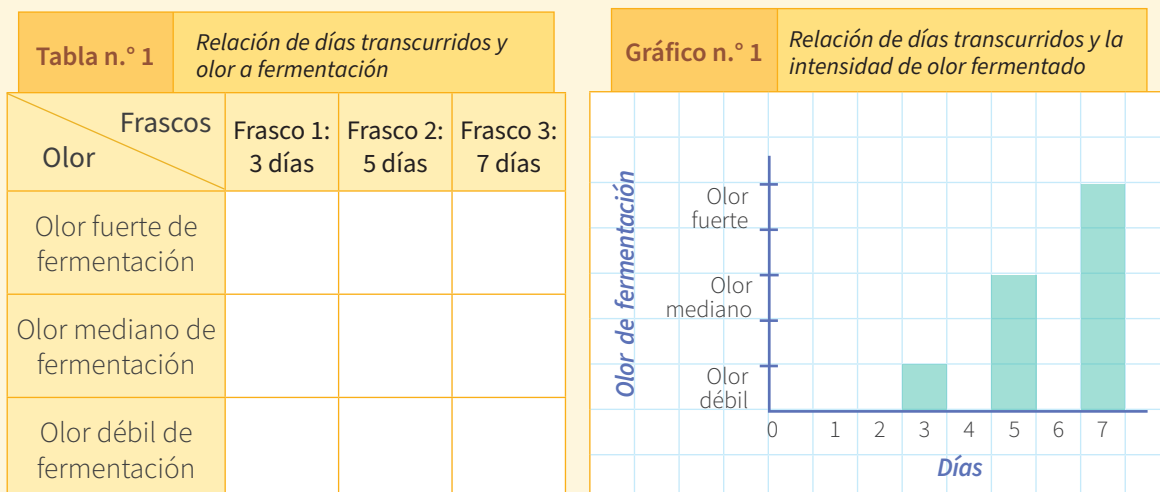 Tabla n.° 1
Relación de días transcurridos y
olor a fermentación
Frascos
Olor
Frasco 1:
3 días
Frasco 2:
5 días
Frasco 3:
7 días
Olor fuerte de
fermentación
Olor mediano de
fermentación
Olor débil de
fermentación
Gráfico n.° 1
Relación de días transcurridos y la
intensidad de olor fermentado
Olor de fermentación
Olor
fuerte
Olor
mediano
Olor
débil
0 1 2 3 4 5 6 7
Días